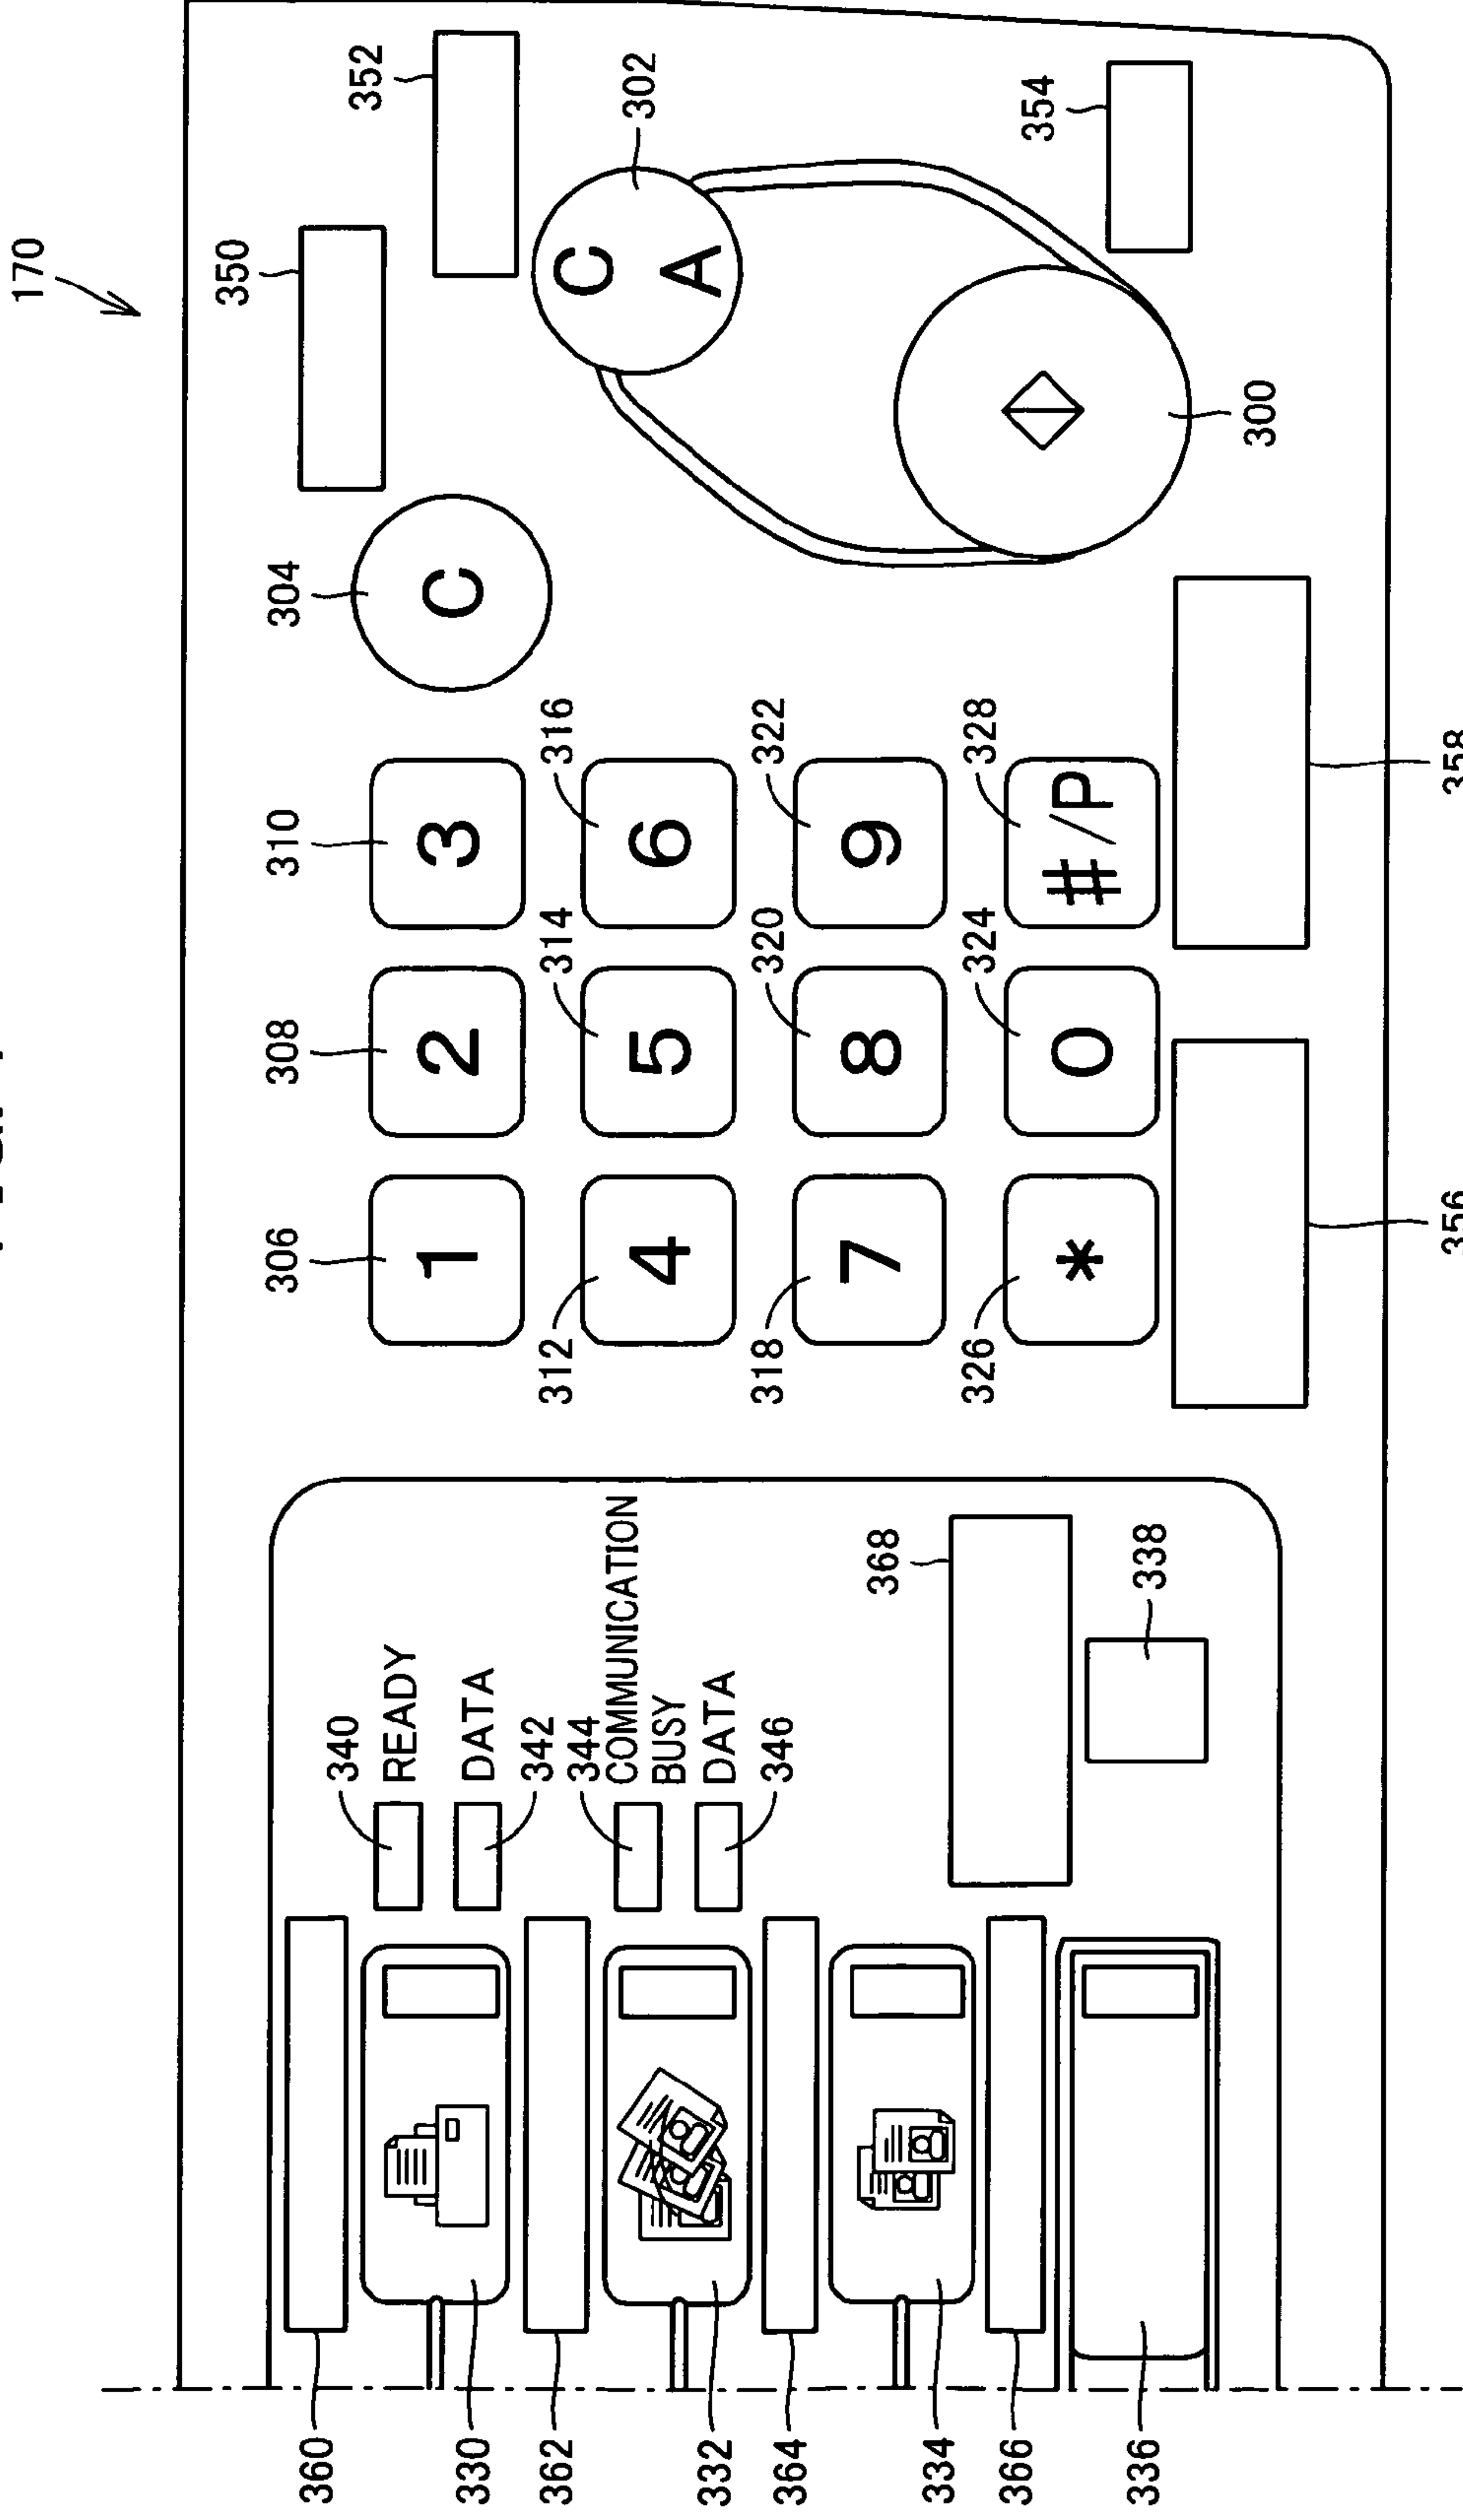 170
350
306 308 310 304
360 340 352
READY
1 2 3 C
330 DATA
342
362 312 314 316
344 C
COMMUNICATION
302
BUSY 4 5 6
A
332 DATA
364 346 318 320 322
368 7 8 9
334
326 324 328
366 354
* 0 #/P
336 338
300
356 358